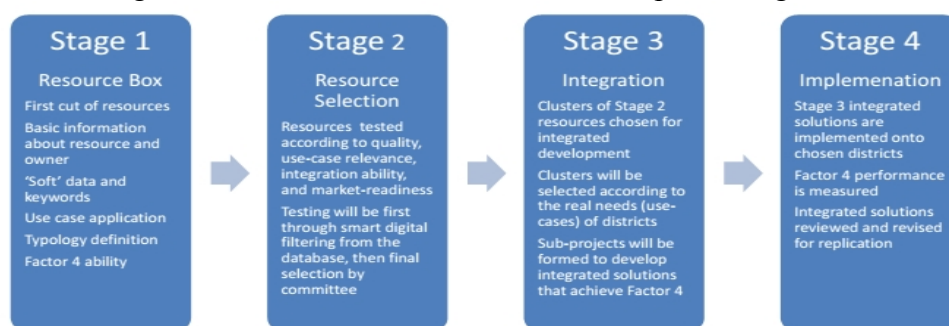 Stage 1
Resource Box
First cut of resources
Basic information
about resource and
owner
‘Soft’ data and
keywords
Use case application
Typology definition
Factor 4 ability
Stage 2
Resource
Selection
Resources tested
according to quality,
use-case relevance,
integration ability,
and market-readiness
Testing will be first
through smart digital
filtering from the
database, then final
selection by
committee
Stage 3
Integration
Clusters of Stage 2
resources chosen for
integrated
development
Clusters will be
selected according to
the real needs (use-
cases) of districts
Sub-projects will be
formed to develop
integrated solutions
that achieve Factor 4
Stage 4
Implemenation
Stage 3 integrated
solutions are
implemented onto
chosen districts
Factor 4 performance
is measured
Integrated solutions
reviewed and revised
for replication